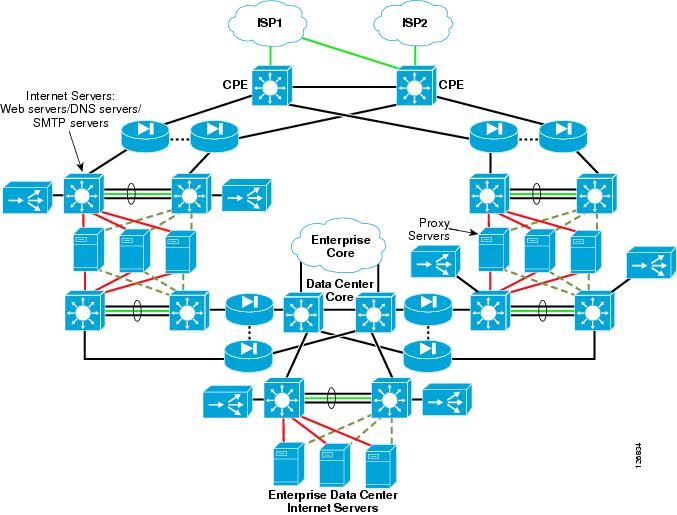 ISP1
ISP2
CPE
CPE
Internet Servers:
Web servers/DNS servers/
SMTP servers
Proxy
Servers
Enterprise
Core
Data Center
Core
Enterprise Data Center
Internet Servers
126834